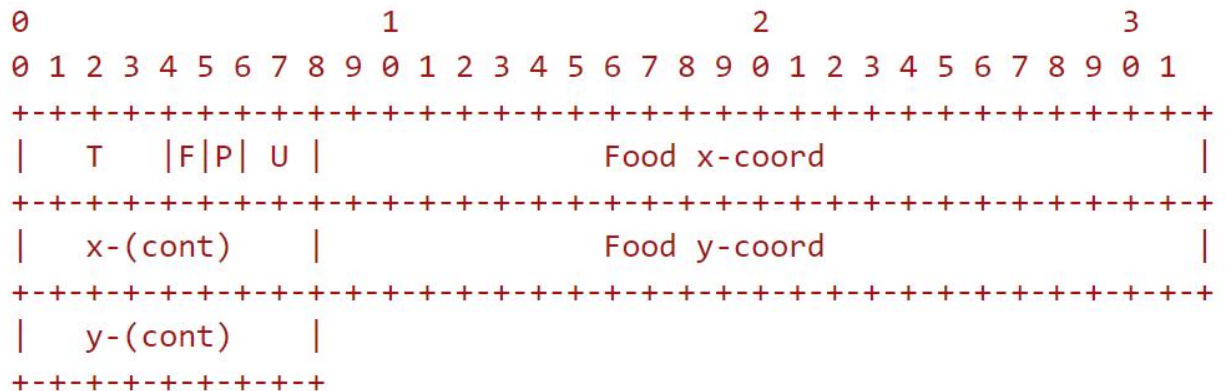 0                   1                   2                   3
0 1 2 3 4 5 6 7 8 9 0 1 2 3 4 5 6 7 8 9 0 1 2 3 4 5 6 7 8 9 0 1
+-+-+-+-+-+-+-+-+-+-+-+-+-+-+-+-+-+-+-+-+-+-+-+-+-+-+-+-+-+-+-+-+
|   T   |F|P| U |               Food x-coord                    |
+-+-+-+-+-+-+-+-+-+-+-+-+-+-+-+-+-+-+-+-+-+-+-+-+-+-+-+-+-+-+-+-+
|   x-(cont)    |               Food y-coord                    |
+-+-+-+-+-+-+-+-+-+-+-+-+-+-+-+-+-+-+-+-+-+-+-+-+-+-+-+-+-+-+-+-+
|   y-(cont)    |
+-+-+-+-+-+-+-+-+